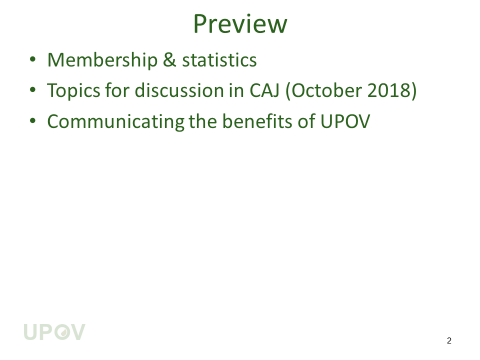 Preview
• Membership & statistics
• Topics for discussion in CAJ (October 2018)
• Communicating the benefits of UPOV
UPOV
2